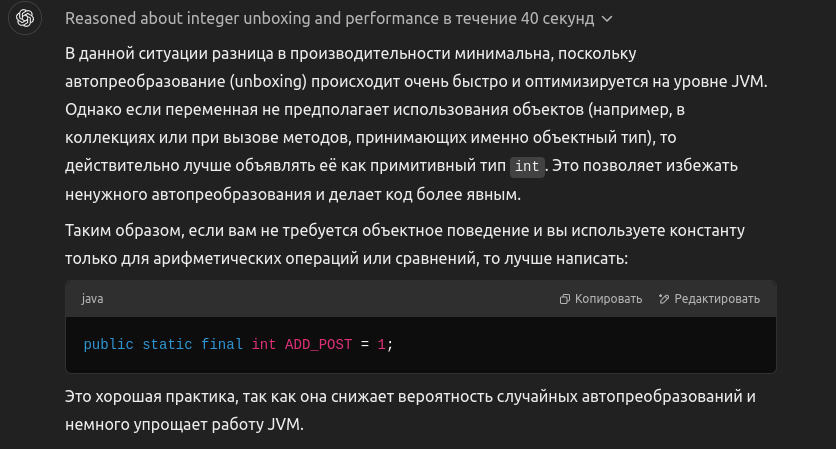 Reasoned about integer unboxing and performance в течение 40 секунд
В данной ситуации разница в производительности минимальна, поскольку
автопреобразование (unboxing) происходит очень быстро и оптимизируется на уровне JVM.
Однако если переменная не предполагает использования объектов (например, в
коллекциях или при вызове методов, принимающих именно объектный тип), то
действительно лучше объявлять её как примитивный тип int. Это позволяет избежать
ненужного автопреобразования и делает код более явным.
Таким образом, если вам не требуется объектное поведение и вы используете константу
только для арифметических операций или сравнений, то лучше написать:
java Копировать Редактировать
public static final int ADD_POST = 1;
Это хорошая практика, так как она снижает вероятность случайных автопреобразований и
немного упрощает работу JVM.